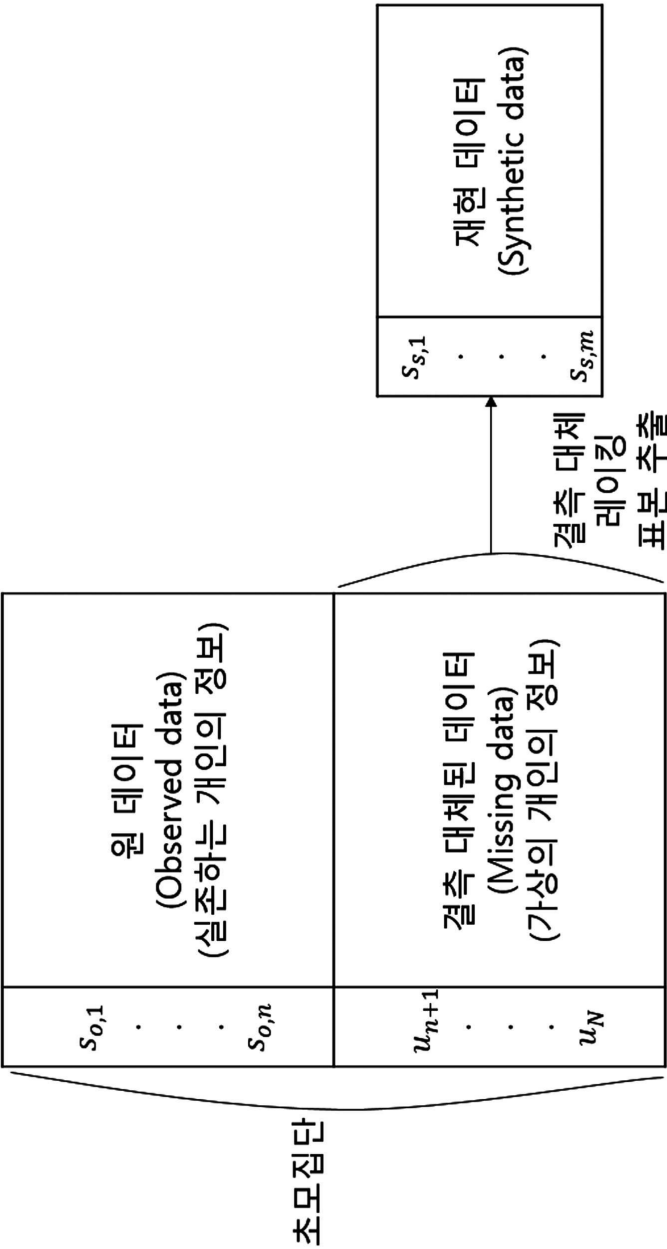 초모집단
s_{o,1}
.
.
.
s_{o,n}
원 데이터
(Observed data)
(실존하는 개인의 정보)
u_{n+1}
.
.
.
u_N
결측 대체된 데이터
(Missing data)
(가상의 개인의 정보)
결측 대체
레이킹
표본 추출
s_{s,1}
.
.
.
s_{s,m}
재현 데이터
(Synthetic data)